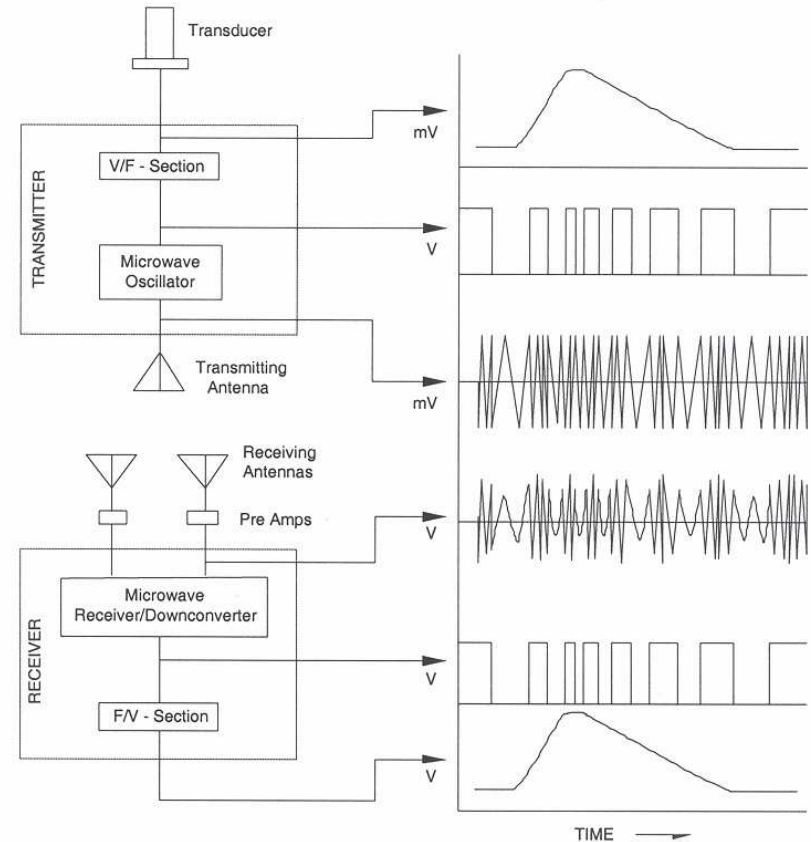 Transducer
mV
V/F - Section
TRANSMITTER
V
Microwave
Oscillator
Transmitting
Antenna
mV
Receiving
Antennas
Pre Amps
V
Microwave
Receiver/Downconverter
RECEIVER
V
F/V - Section
V
TIME